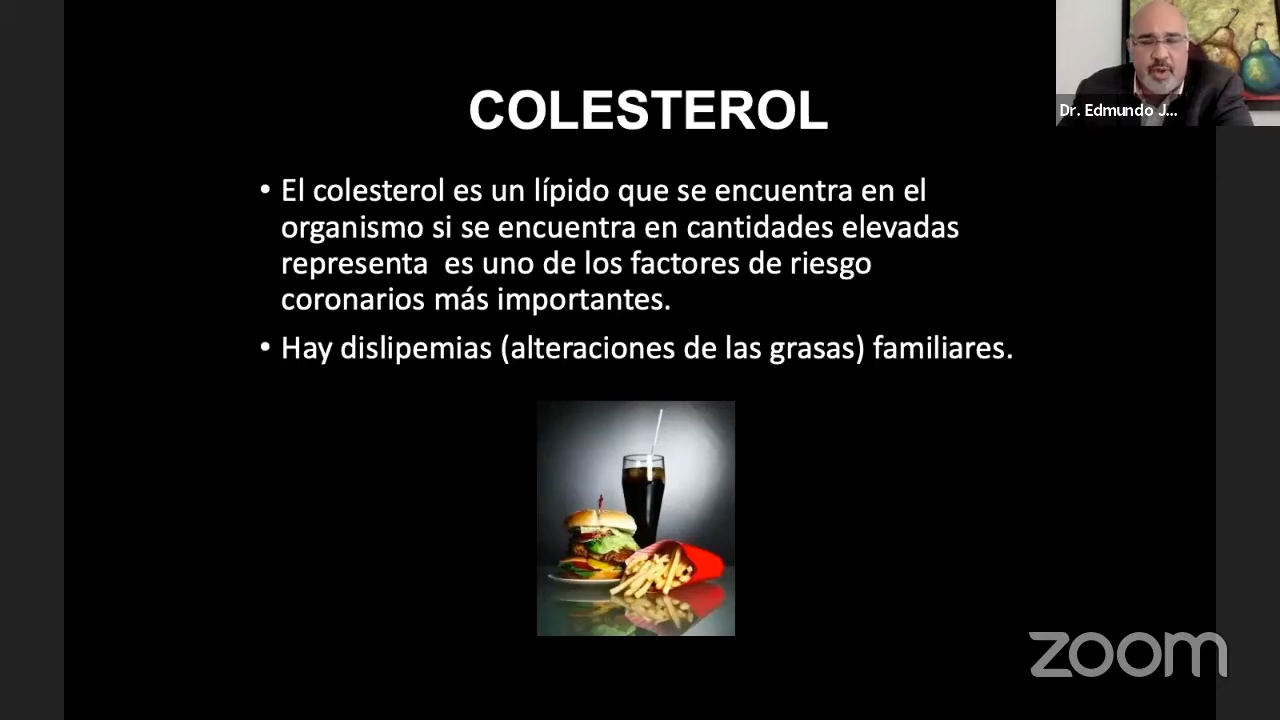 Dr. Edmundo J...
COLESTEROL
• El colesterol es un lípido que se encuentra en el
organismo si se encuentra en cantidades elevadas
representa  es uno de los factores de riesgo
coronarios más importantes.
• Hay dislipemias (alteraciones de las grasas) familiares.
zoom